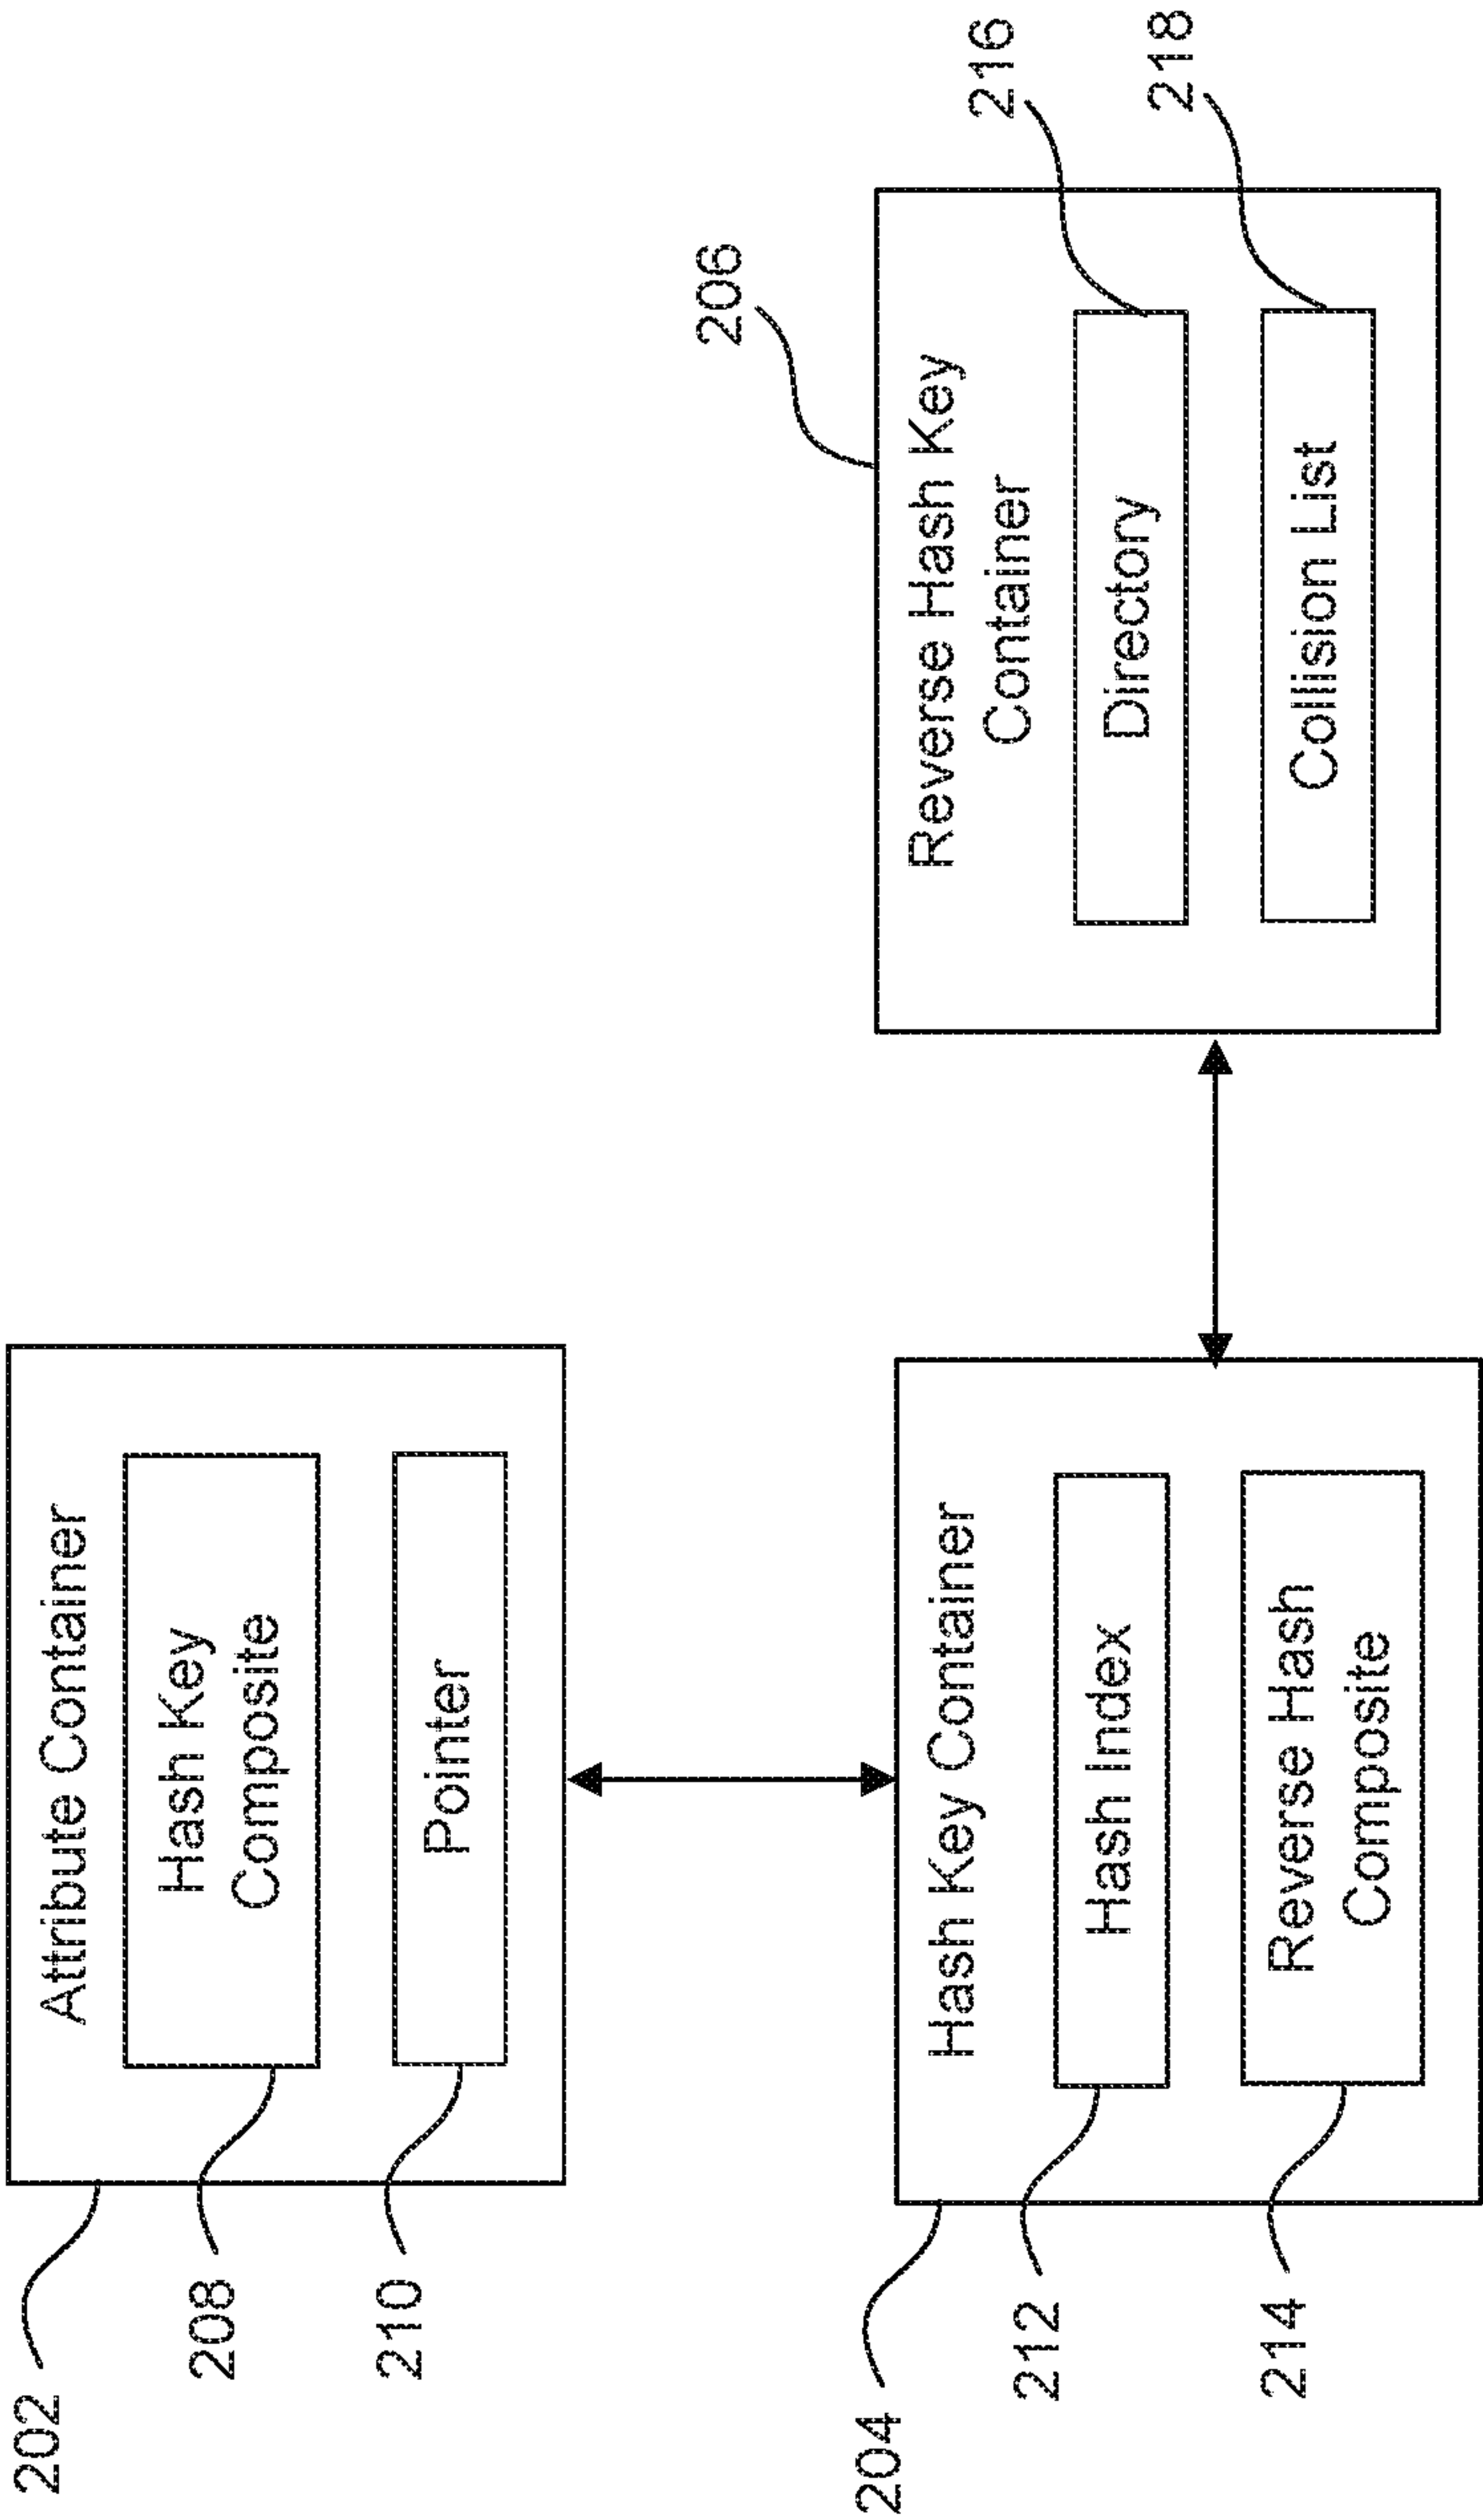 202
Attribute Container
208
Hash Key
Composite
210
Pointer
204
Hash Key Container
212
Hash Index
214
Reverse Hash
Composite
206
Reverse Hash Key
Container
216
Directory
218
Collision List